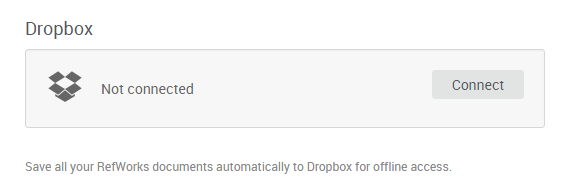 Dropbox
Not connected
Connect
Save all your RefWorks documents automatically to Dropbox for offline access.